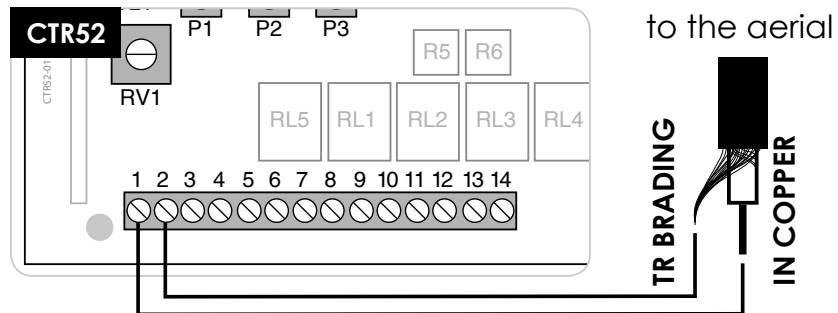 CTR52
P1 P2 P3
to the aerial
CTR52-01
RV1
R5 R6
RL5 RL1 RL2 RL3 RL4
1 2 3 4 5 6 7 8 9 10 11 12 13 14
TR BRADING
IN COPPER